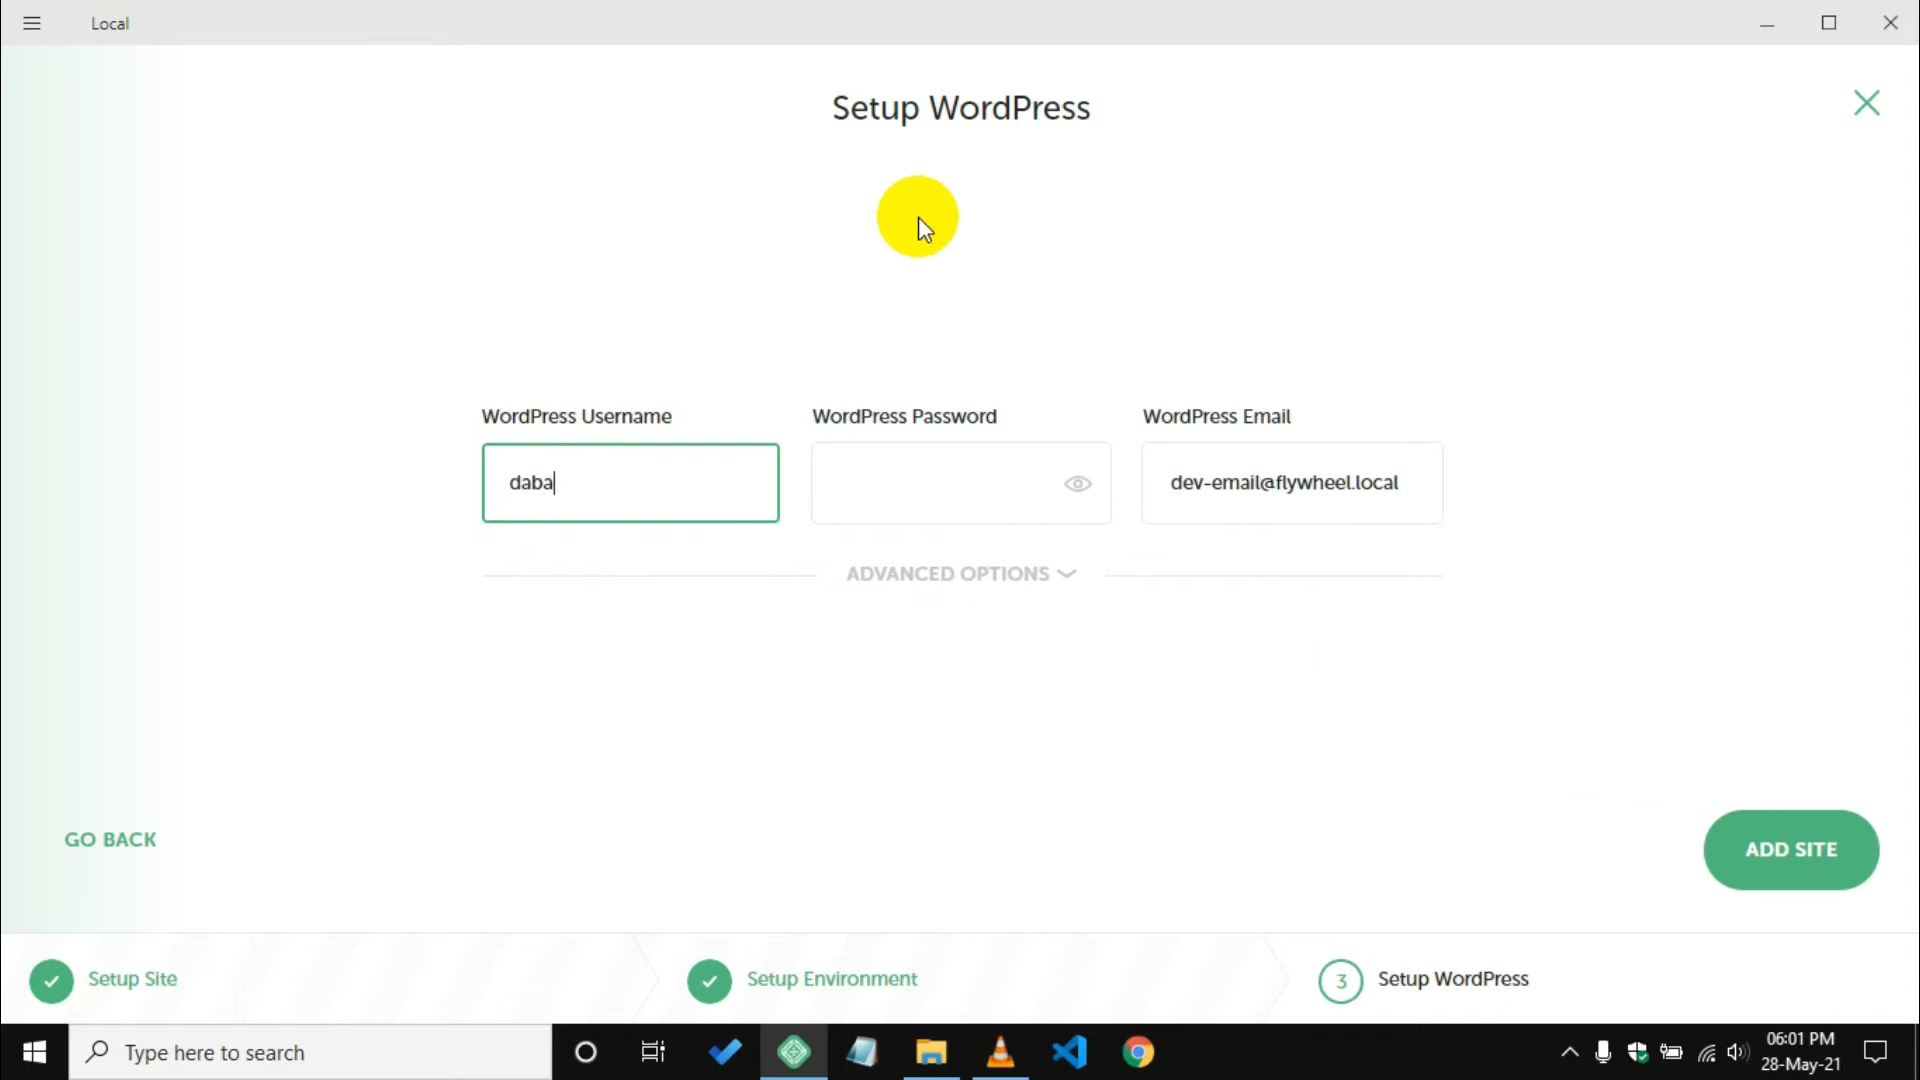 Local
Setup WordPress
WordPress Username
WordPress Password
WordPress Email
daba
dev-email@flywheel.local
ADVANCED OPTIONS
GO BACK
ADD SITE
Setup Site
Setup Environment
3 Setup WordPress
Type here to search
06:01 PM
28-May-21